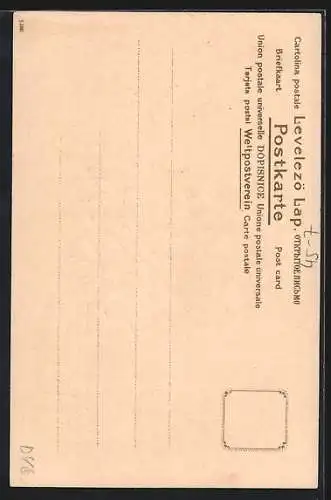 Cartolina postale Levelező Lap. ОТКРЫТОЕ ПИСЬМО
Briefkaart Postkarte Post card
Union postale universelle DOPISNICE Unione postale universale
Tarjeta postal Weltpostverein Carte postale